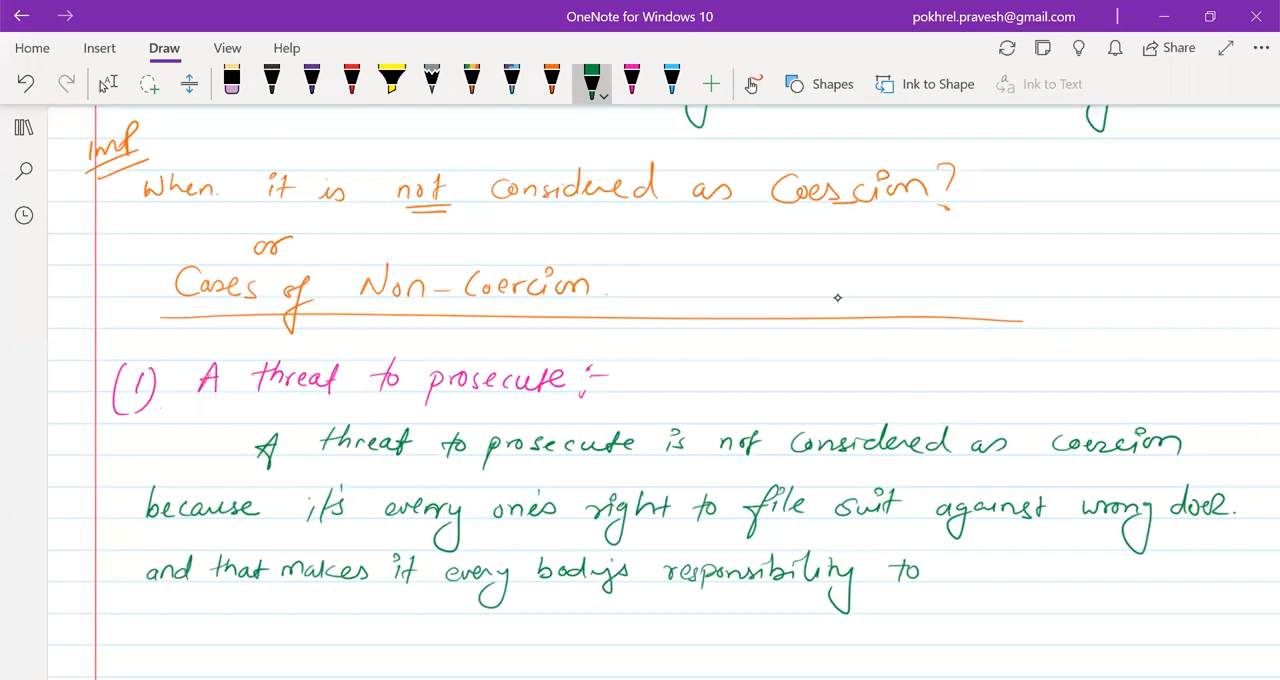 OneNote for Windows 10
pokhrel.pravesh@gmail.com
Home Insert Draw View Help
Share
Shapes Ink to Shape Ink to Text
Imp
When it is not considered as Coercion?
or
Cases of Non-Coercion.
(1) A threat to prosecute :-
A threat to prosecute is not considered as coercion
because it's every one's right to file suit against wrong doer.
and that makes it every body's responsibility to